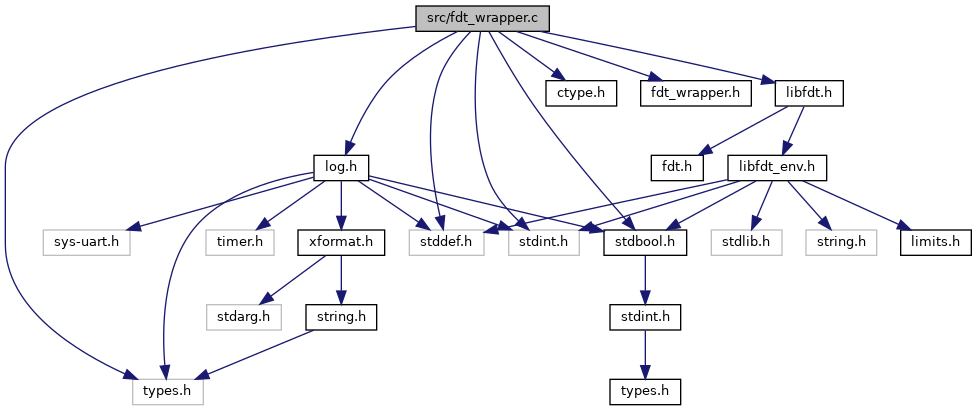 src/fdt_wrapper.c
ctype.h
fdt_wrapper.h
libfdt.h
log.h
fdt.h
libfdt_env.h
sys-uart.h
timer.h
xformat.h
stddef.h
stdint.h
stdbool.h
stdlib.h
string.h
limits.h
stdarg.h
string.h
stdint.h
types.h
types.h